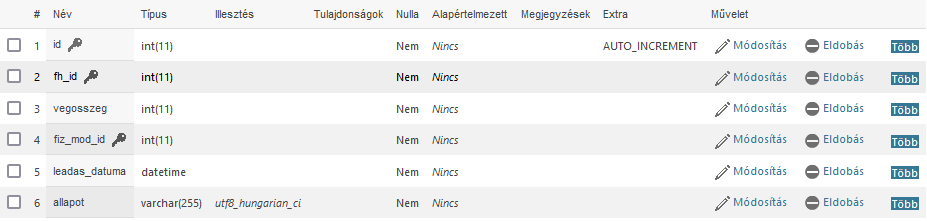 # Név Típus Illesztés Tulajdonságok Nulla Alapértelmezett Megjegyzések Extra Művelet
1 id int(11) Nem Nincs AUTO_INCREMENT Módosítás Eldobás Több
2 fh_id int(11) Nem Nincs Módosítás Eldobás Több
3 vegosszeg int(11) Nem Nincs Módosítás Eldobás Több
4 fiz_mod_id int(11) Nem Nincs Módosítás Eldobás Több
5 leadas_datuma datetime Nem Nincs Módosítás Eldobás Több
6 allapot varchar(255) utf8_hungarian_ci Nem Nincs Módosítás Eldobás Több